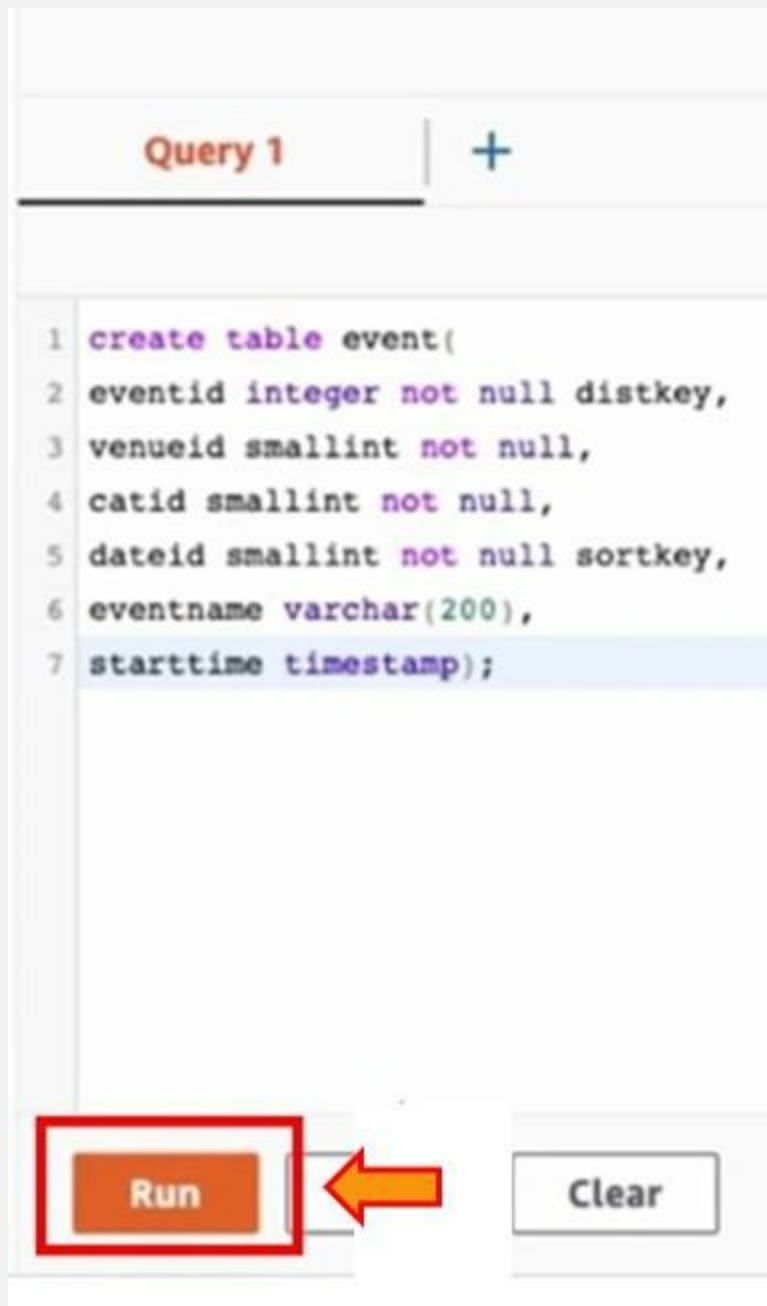 Query 1
+
1 create table event(
2 eventid integer not null distkey,
3 venueid smallint not null,
4 catid smallint not null,
5 dateid smallint not null sortkey,
6 eventname varchar(200),
7 starttime timestamp);
Run
Clear